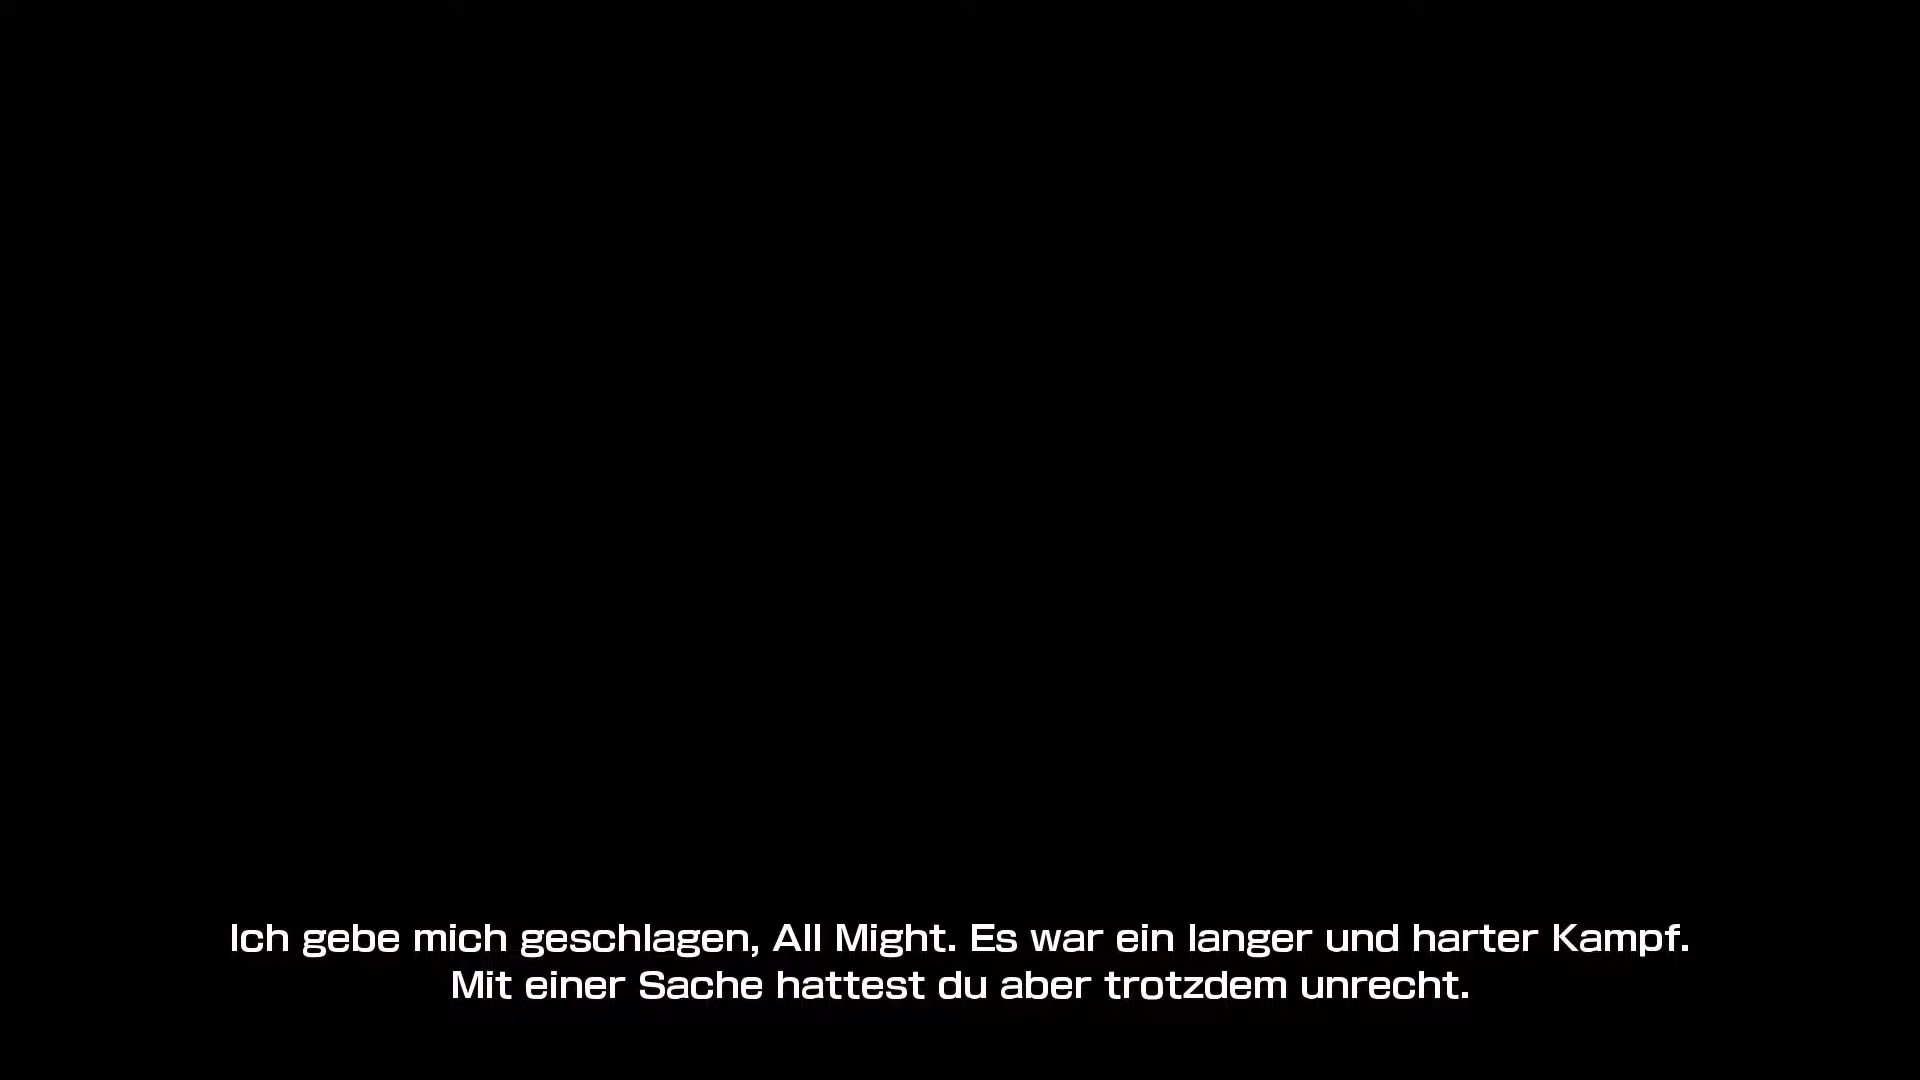 Ich gebe mich geschlagen, All Might. Es war ein langer und harter Kampf.
Mit einer Sache hattest du aber trotzdem unrecht.